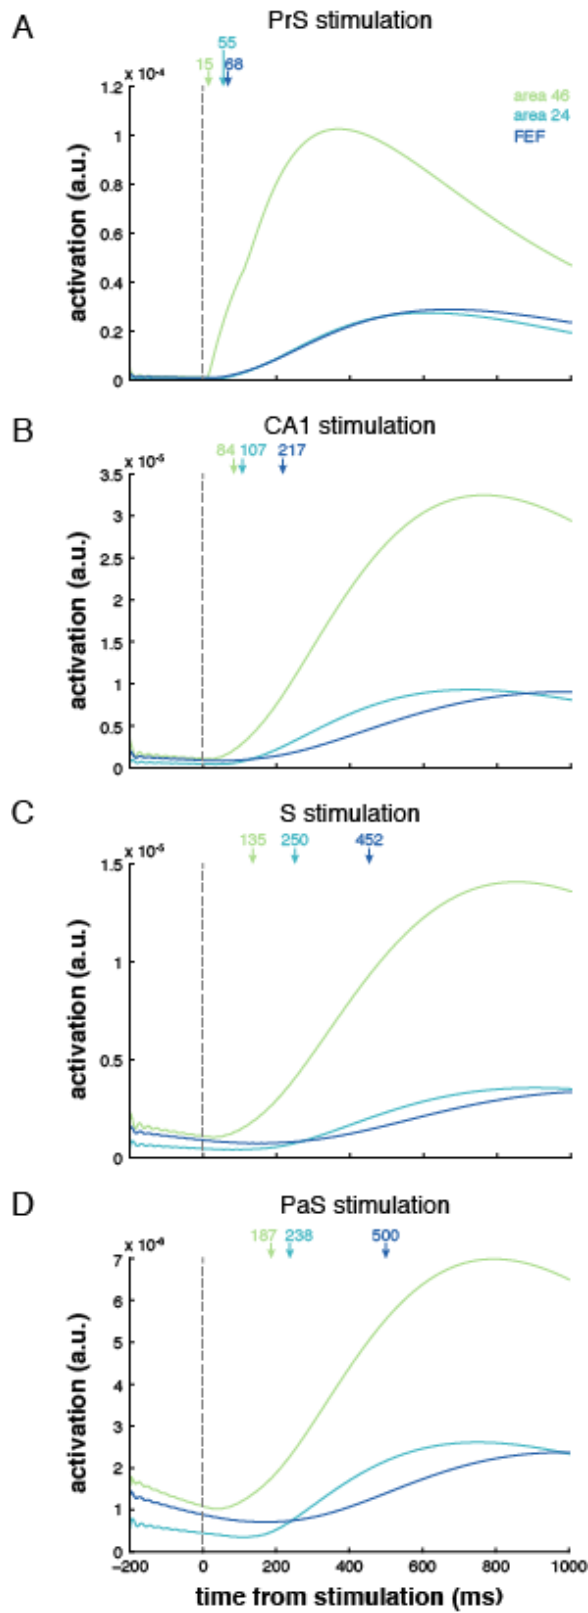 A
PrS stimulation
55
15 68
x 10⁻⁴
1.2
1
0.8
0.6
0.4
0.2
0
activation (a.u.)
area 46
area 24
FEF
B
CA1 stimulation
84 107 217
x 10⁻⁵
3.5
3
2.5
2
1.5
1
0.5
0
activation (a.u.)
C
S stimulation
135 250 452
x 10⁻⁵
1.5
1
0.5
0
activation (a.u.)
D
PaS stimulation
187 238 500
x 10⁻⁶
7
6
5
4
3
2
1
0
activation (a.u.)
−200 0 200 400 600 800 1000
time from stimulation (ms)